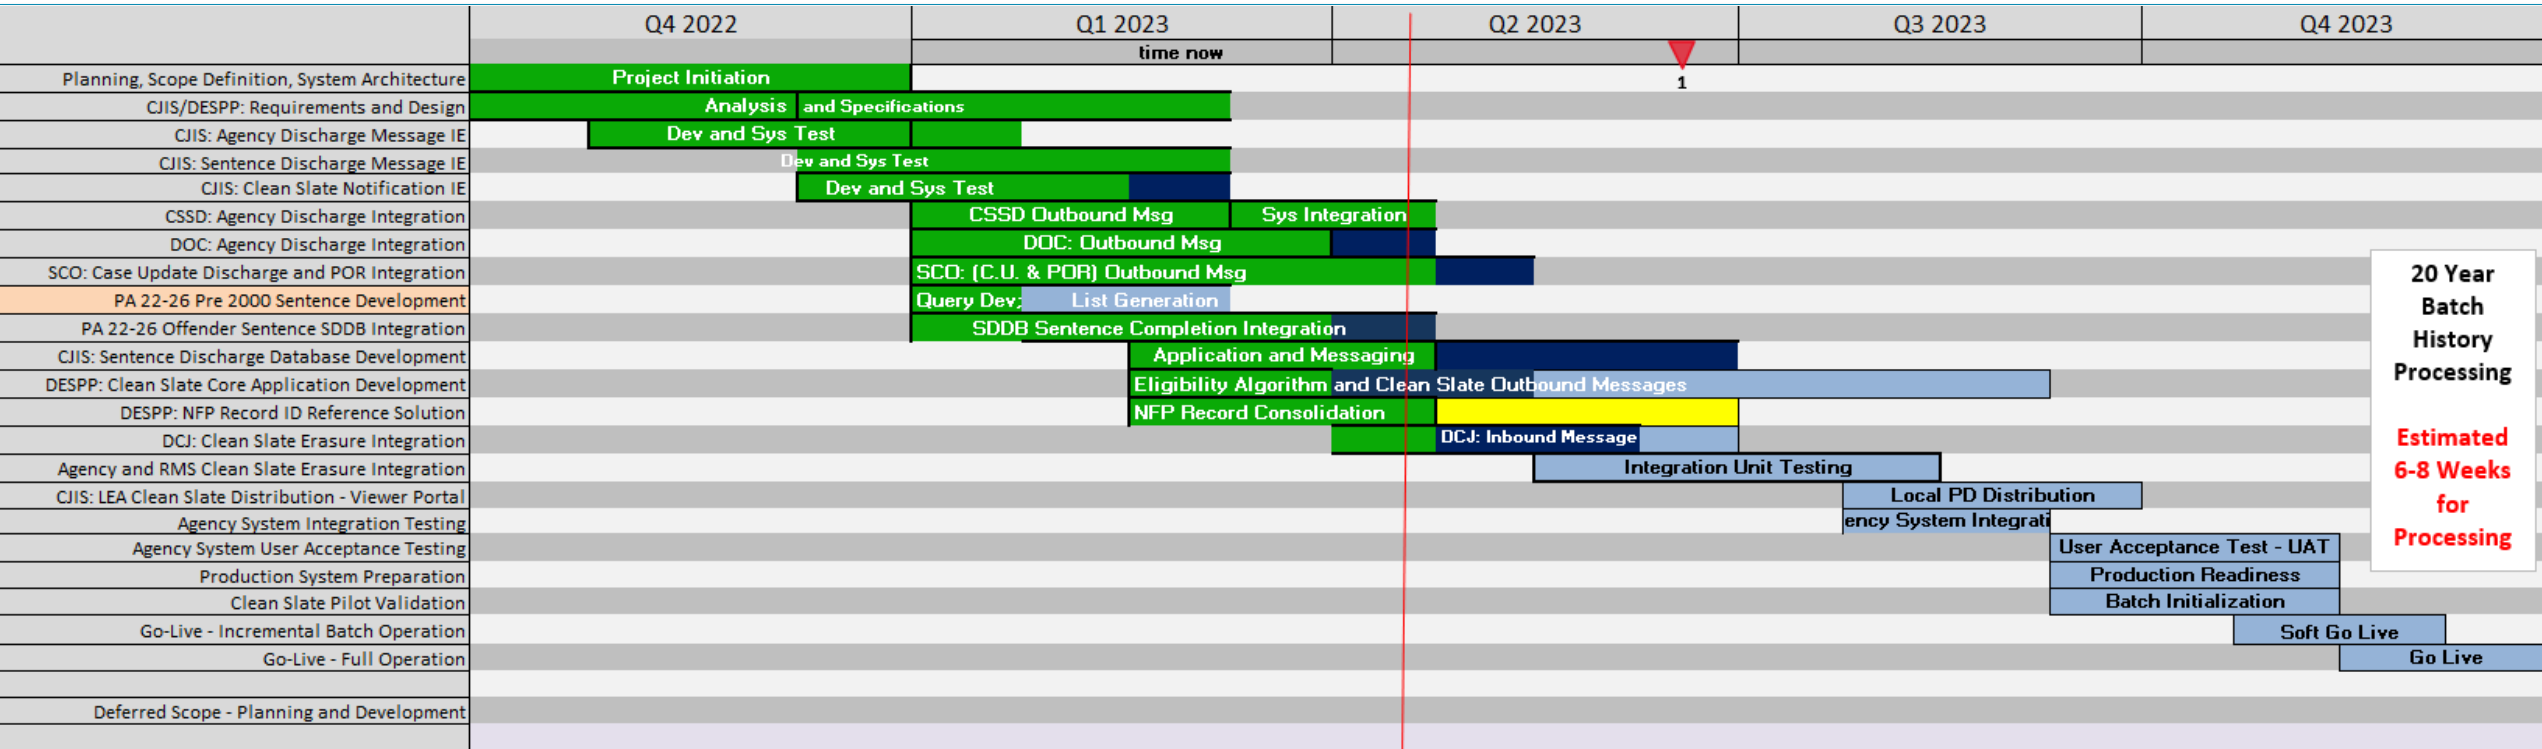 Q4 2022 Q1 2023 Q2 2023 Q3 2023 Q4 2023
time now
1
Planning, Scope Definition, System Architecture Project Initiation
CJIS/DESPP: Requirements and Design Analysis and Specifications
CJIS: Agency Discharge Message IE Dev and Sys Test
CJIS: Sentence Discharge Message IE Dev and Sys Test
CJIS: Clean Slate Notification IE Dev and Sys Test
CSSD: Agency Discharge Integration CSSD Outbound Msg Sys Integration
DOC: Agency Discharge Integration DOC: Outbound Msg
SCO: Case Update Discharge and POR Integration SCO: (C.U. & POR) Outbound Msg
PA 22-26 Pre 2000 Sentence Development Query Dev; List Generation
PA 22-26 Offender Sentence SDDB Integration SDDB Sentence Completion Integration
CJIS: Sentence Discharge Database Development Application and Messaging
DESPP: Clean Slate Core Application Development Eligibility Algorithm and Clean Slate Outbound Messages
DESPP: NFP Record ID Reference Solution NFP Record Consolidation
DCJ: Clean Slate Erasure Integration DCJ: Inbound Message
Agency and RMS Clean Slate Erasure Integration Integration Unit Testing
CJIS: LEA Clean Slate Distribution - Viewer Portal Local PD Distribution
Agency System Integration Testing ency System Integrati
Agency System User Acceptance Testing User Acceptance Test - UAT
Production System Preparation Production Readiness
Clean Slate Pilot Validation Batch Initialization
Go-Live - Incremental Batch Operation Soft Go Live
Go-Live - Full Operation Go Live
Deferred Scope - Planning and Development
20 Year
Batch
History
Processing
Estimated
6-8 Weeks
for
Processing